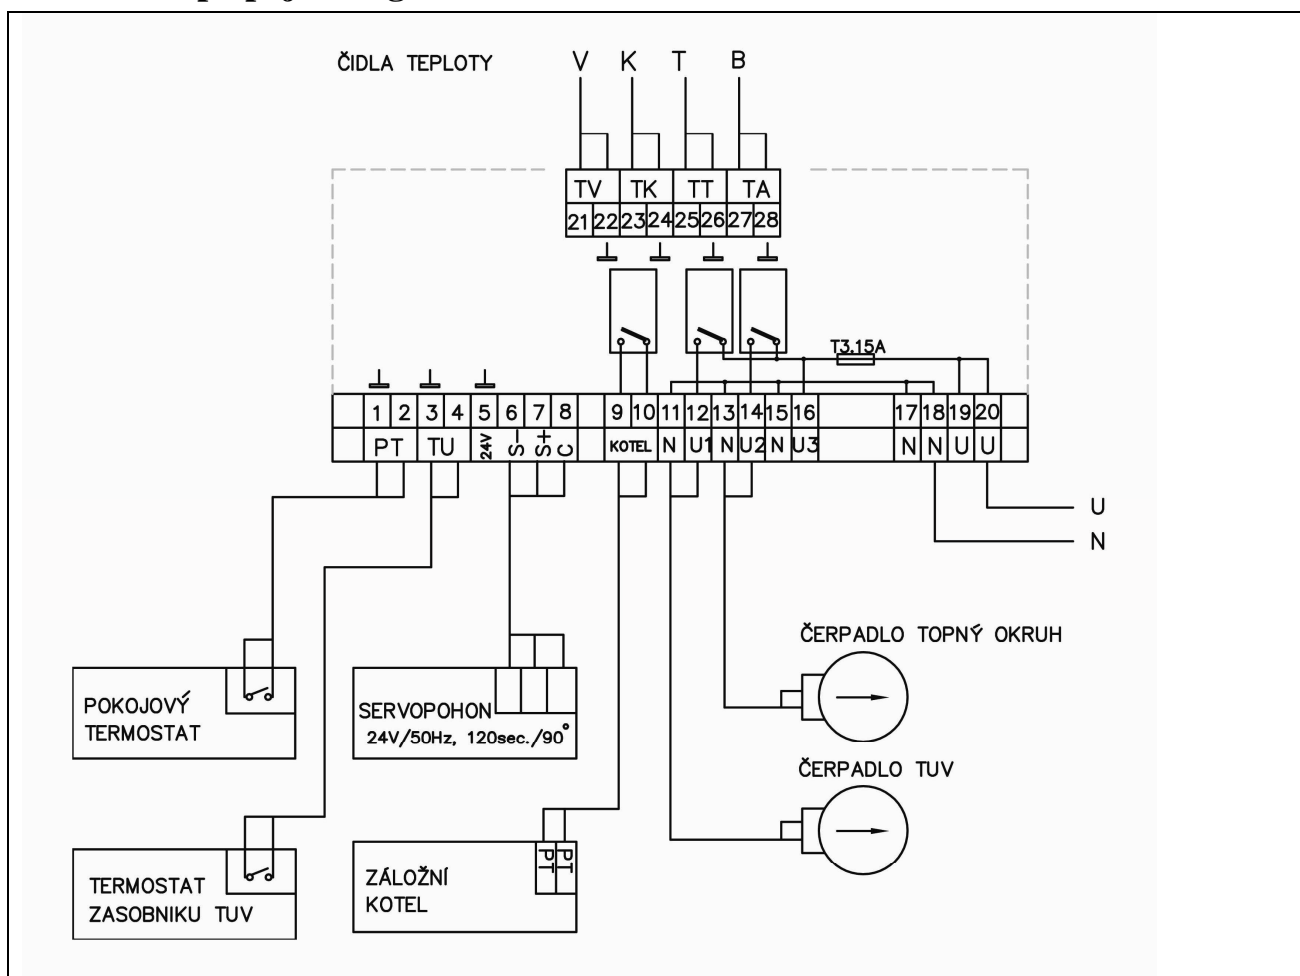 ČIDLA TEPLOTY V K T B
TV TK TT TA
21 22 23 24 25 26 27 28
T3.15A
1 2 3 4 5 6 7 8 9 10 11 12 13 14 15 16 17 18 19 20
PT TU 24V S- S+ C KOTEL N U1 N U2 N U3 N N U U
U
N
ČERPADLO TOPNÝ OKRUH
POKOJOVÝ
TERMOSTAT
SERVOPOHON
24V/50Hz, 120sec./90°
ČERPADLO TUV
TERMOSTAT
ZASOBNIKU TUV
ZÁLOŽNÍ
KOTEL
PT PT